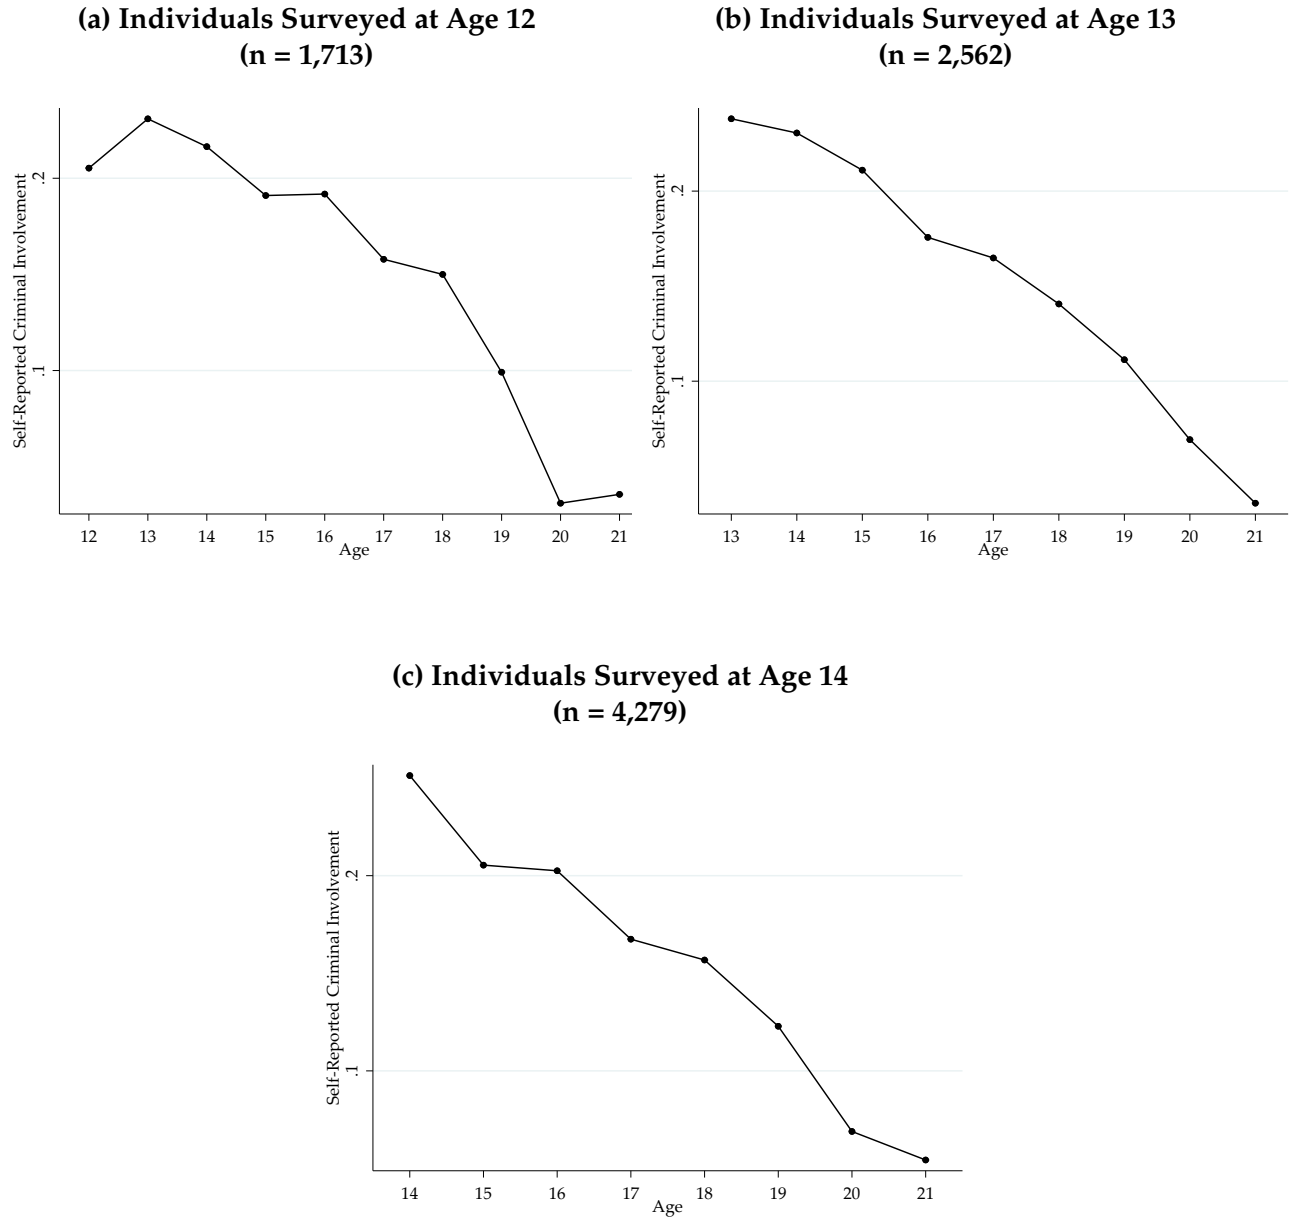 (a) Individuals Surveyed at Age 12
(n = 1,713)
Self-Reported Criminal Involvement
.2
.1
12 13 14 15 16 17 18 19 20 21
Age
(b) Individuals Surveyed at Age 13
(n = 2,562)
Self-Reported Criminal Involvement
.2
.1
13 14 15 16 17 18 19 20 21
Age
(c) Individuals Surveyed at Age 14
(n = 4,279)
Self-Reported Criminal Involvement
.2
.1
14 15 16 17 18 19 20 21
Age